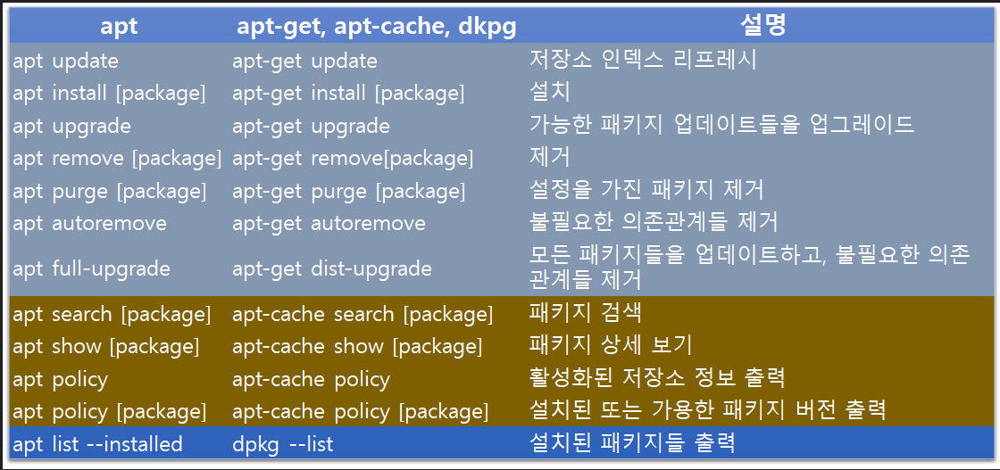 apt apt-get, apt-cache, dkpg 설명
apt update apt-get update 저장소 인덱스 리프레시
apt install [package] apt-get install [package] 설치
apt upgrade apt-get upgrade 가능한 패키지 업데이트들을 업그레이드
apt remove [package] apt-get remove[package] 제거
apt purge [package] apt-get purge [package] 설정을 가진 패키지 제거
apt autoremove apt-get autoremove 불필요한 의존관계들 제거
apt full-upgrade apt-get dist-upgrade 모든 패키지들을 업데이트하고, 불필요한 의존
관계들 제거
apt search [package] apt-cache search [package] 패키지 검색
apt show [package] apt-cache show [package] 패키지 상세 보기
apt policy apt-cache policy 활성화된 저장소 정보 출력
apt policy [package] apt-cache policy [package] 설치된 또는 가용한 패키지 버전 출력
apt list --installed dpkg --list 설치된 패키지들 출력